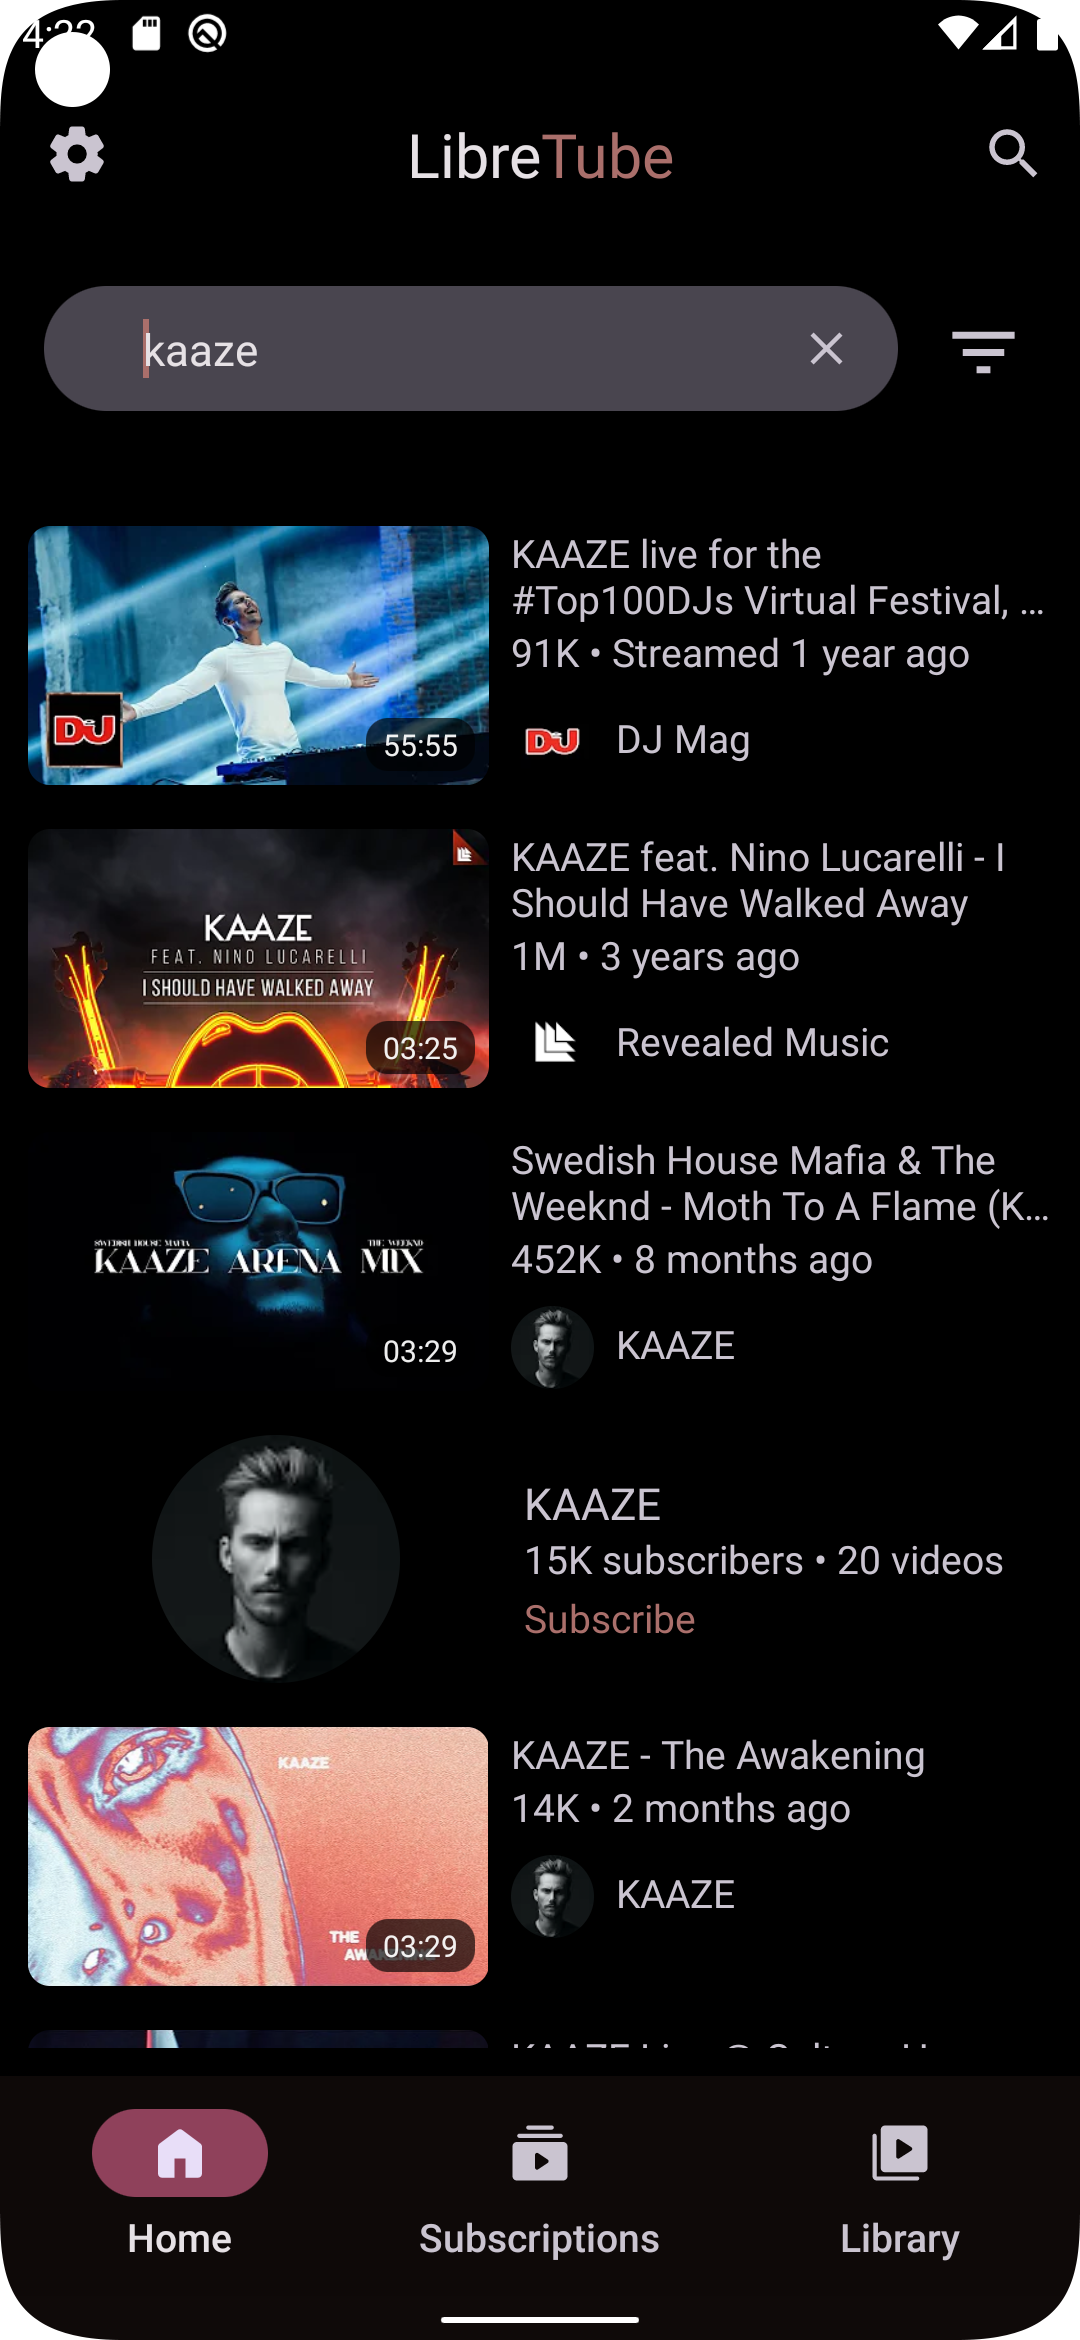 LibreTube
kaaze
KAAZE live for the
#Top100DJs Virtual Festival, ...
91K • Streamed 1 year ago
DJ
55:55
DJ
DJ Mag
KAAZE
FEAT. NINO LUCARELLI
I SHOULD HAVE WALKED AWAY
03:25
KAAZE feat. Nino Lucarelli - I
Should Have Walked Away
1M • 3 years ago
Revealed Music
SWEDISH HOUSE MAFIA THE WEEKND
KAAZE ARENA MIX
03:29
Swedish House Mafia & The
Weeknd - Moth To A Flame (K...
452K • 8 months ago
KAAZE
KAAZE
15K subscribers • 20 videos
Subscribe
KAAZE
THE
03:29
KAAZE - The Awakening
14K • 2 months ago
KAAZE
Home
Subscriptions
Library